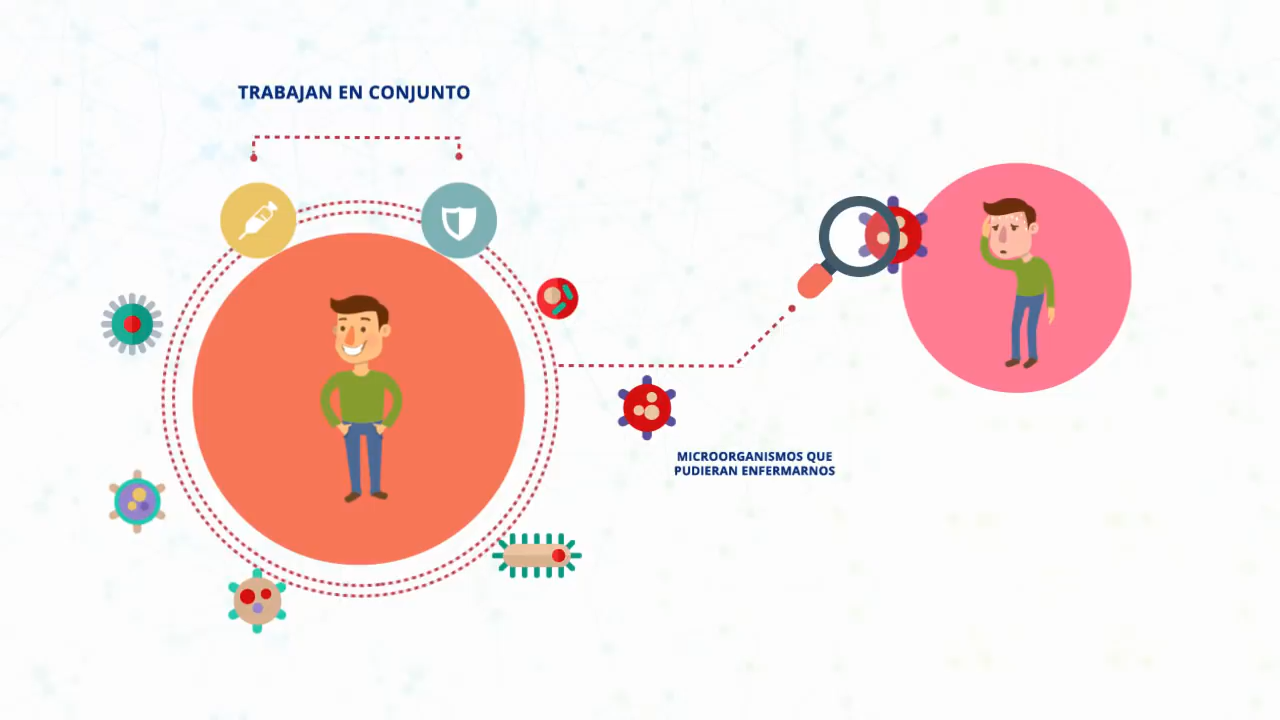 TRABAJAN EN CONJUNTO
MICROORGANISMOS QUE
PUDIERAN ENFERMARNOS